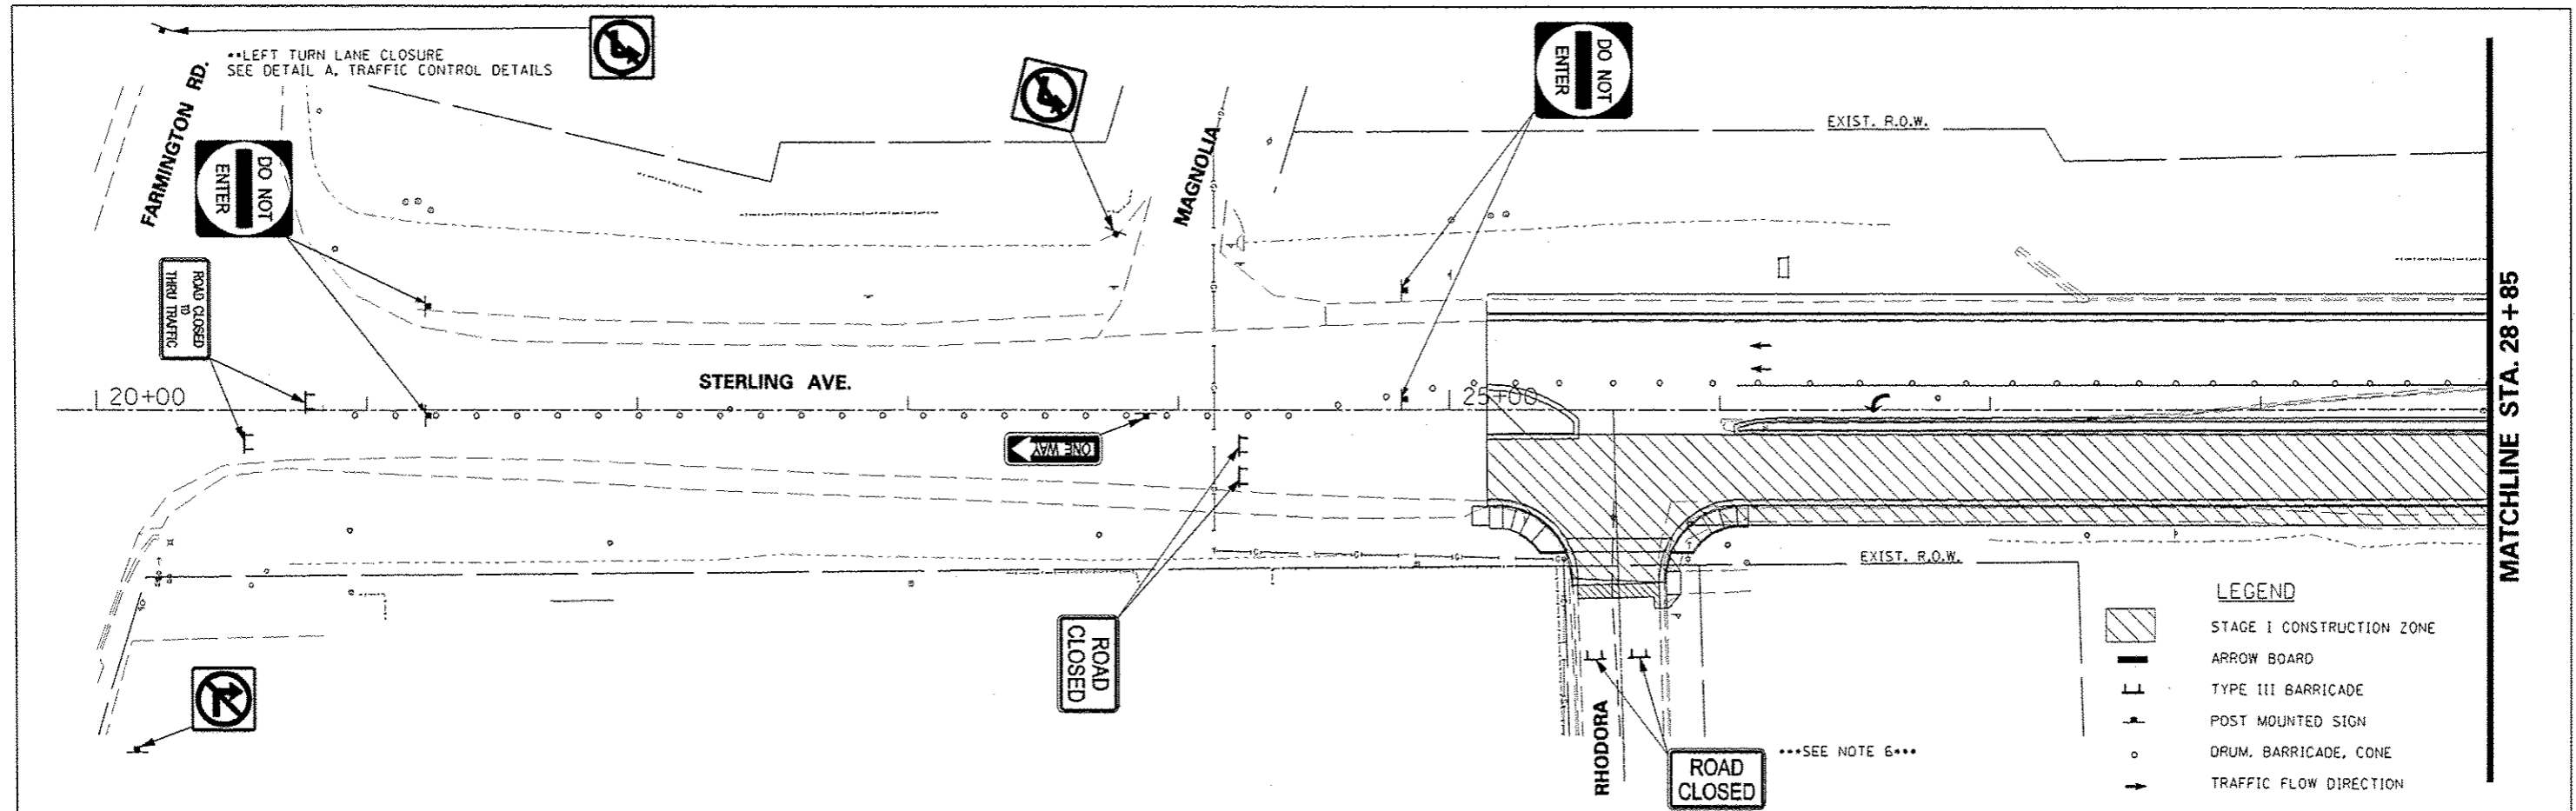 **LEFT TURN LANE CLOSURE
SEE DETAIL A, TRAFFIC CONTROL DETAILS
FARMINGTON RD.
DO NOT
ENTER
ROAD CLOSED
TO
THRU TRAFFIC
20+00
STERLING AVE.
MAGNOLIA
DO NOT
ENTER
EXIST. R.O.W.
ONE WAY
25+00
ROAD
CLOSED
EXIST. R.O.W.
RHODORA
ROAD
CLOSED
***SEE NOTE 6***
MATCHLINE STA. 28+85
LEGEND
STAGE I CONSTRUCTION ZONE
ARROW BOARD
TYPE III BARRICADE
POST MOUNTED SIGN
DRUM, BARRICADE, CONE
TRAFFIC FLOW DIRECTION